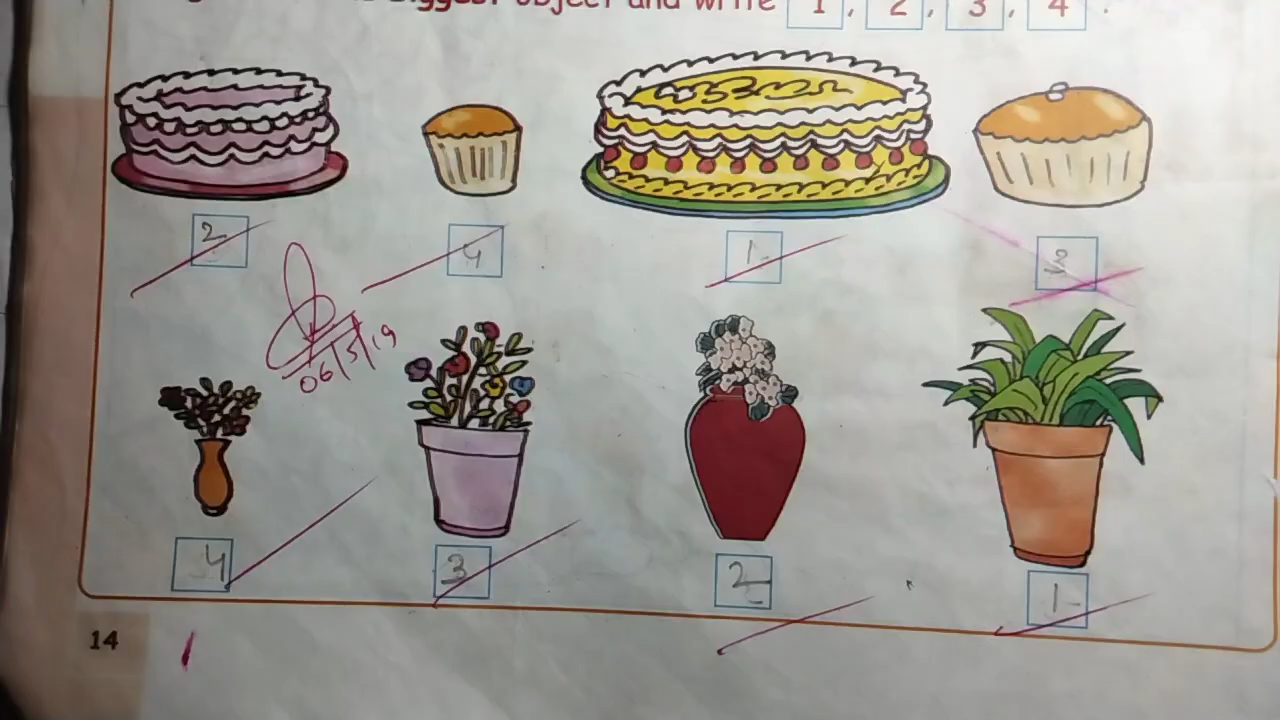 Biggest object and write 1, 2, 3, 4.
2 4 1 3
06/5/19
4 3 2 1
14